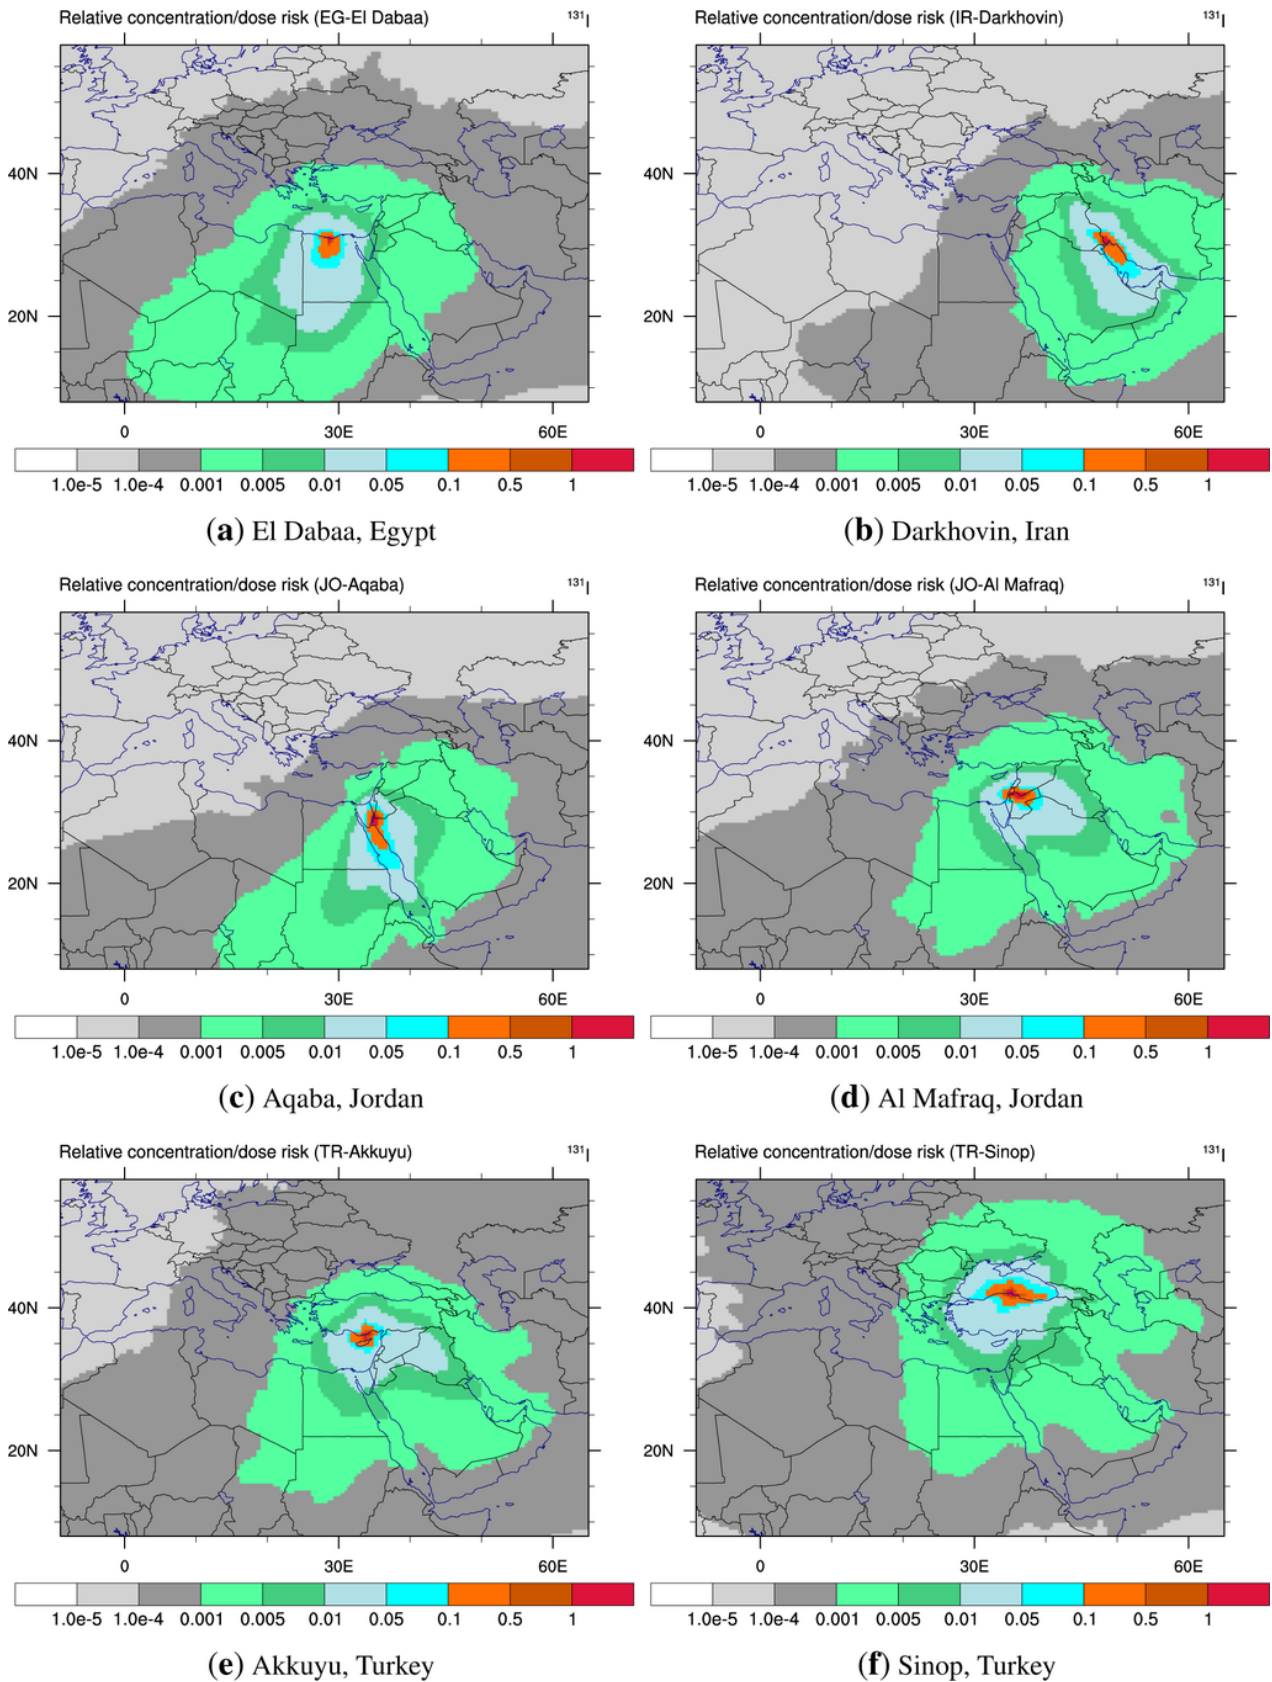 Relative concentration/dose risk (EG-El Dabaa) 131I
40N
20N
0 30E 60E
1.0e-5 1.0e-4 0.001 0.005 0.01 0.05 0.1 0.5 1
(a) El Dabaa, Egypt
Relative concentration/dose risk (IR-Darkhovin) 131I
40N
20N
0 30E 60E
1.0e-5 1.0e-4 0.001 0.005 0.01 0.05 0.1 0.5 1
(b) Darkhovin, Iran
Relative concentration/dose risk (JO-Aqaba) 131I
40N
20N
0 30E 60E
1.0e-5 1.0e-4 0.001 0.005 0.01 0.05 0.1 0.5 1
(c) Aqaba, Jordan
Relative concentration/dose risk (JO-Al Mafraq) 131I
40N
20N
0 30E 60E
1.0e-5 1.0e-4 0.001 0.005 0.01 0.05 0.1 0.5 1
(d) Al Mafraq, Jordan
Relative concentration/dose risk (TR-Akkuyu) 131I
40N
20N
0 30E 60E
1.0e-5 1.0e-4 0.001 0.005 0.01 0.05 0.1 0.5 1
(e) Akkuyu, Turkey
Relative concentration/dose risk (TR-Sinop) 131I
40N
20N
0 30E 60E
1.0e-5 1.0e-4 0.001 0.005 0.01 0.05 0.1 0.5 1
(f) Sinop, Turkey